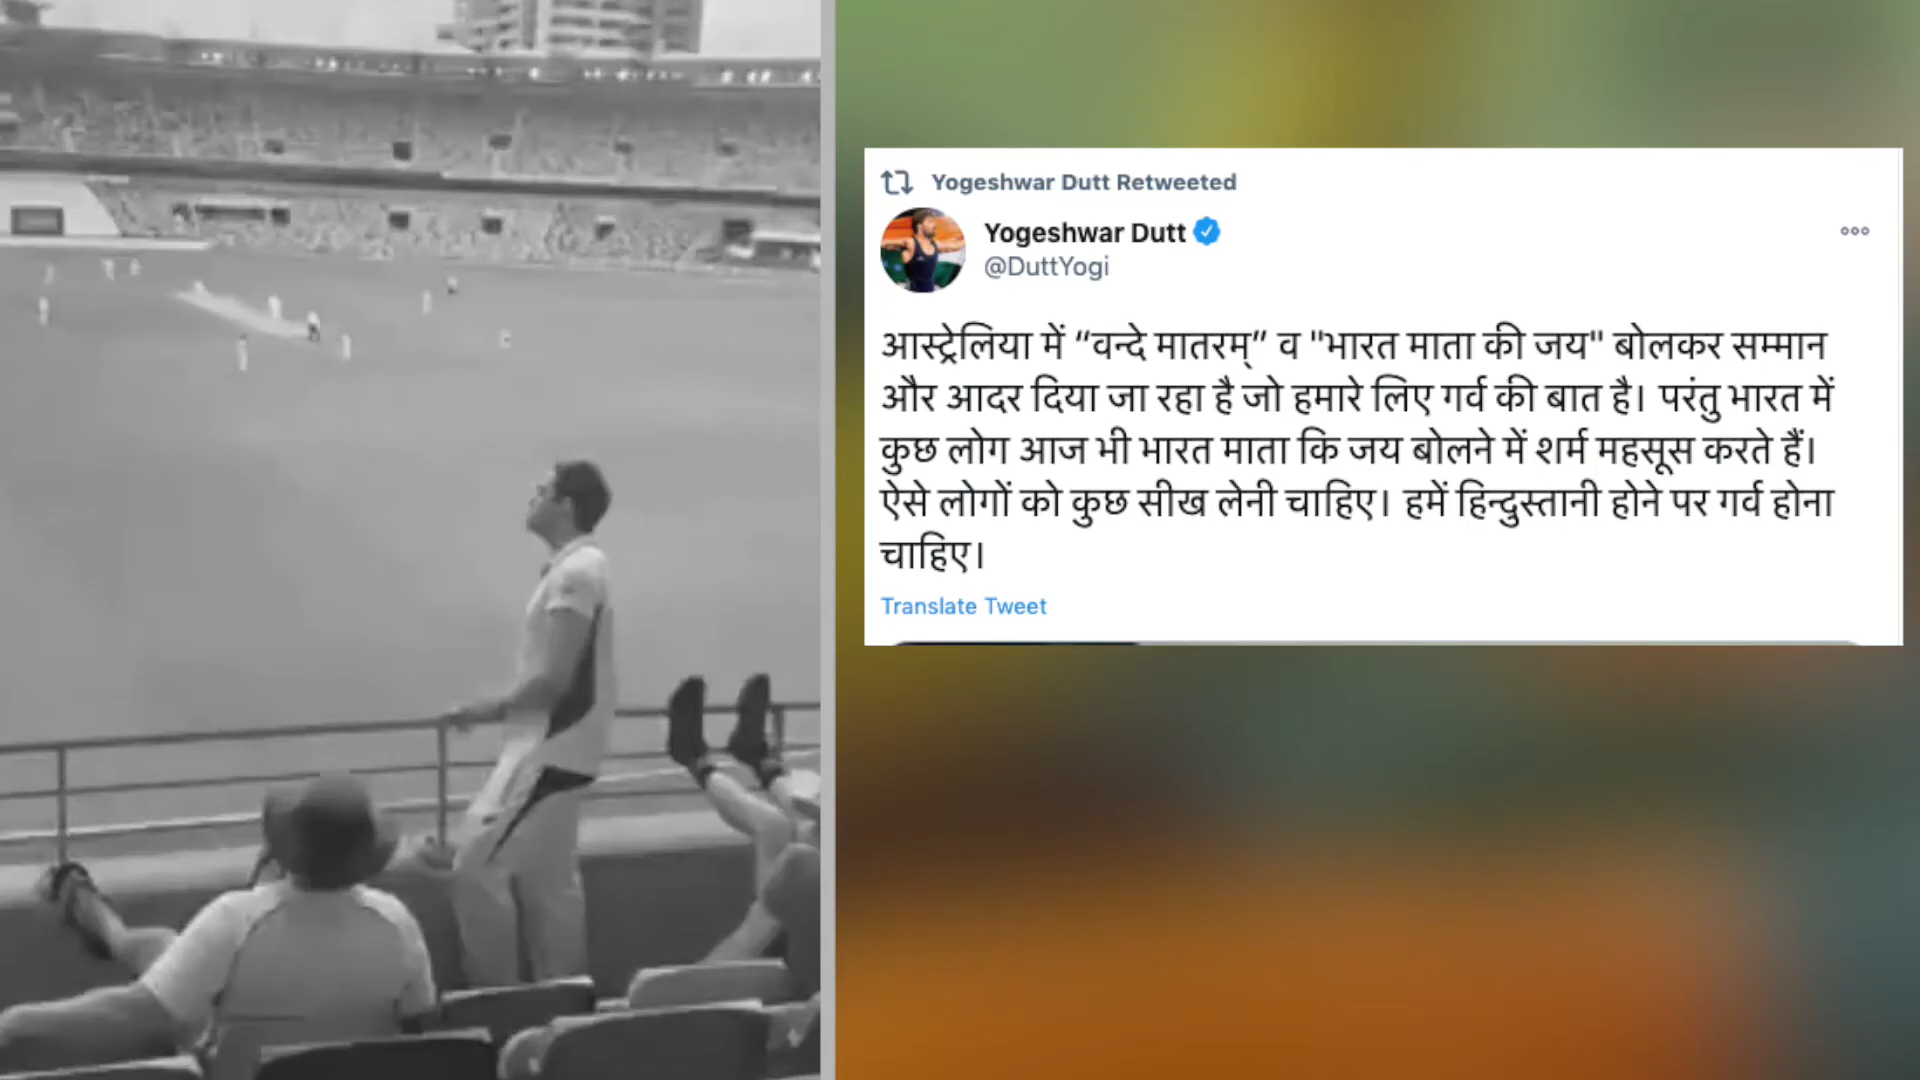 Yogeshwar Dutt Retweeted
Yogeshwar Dutt
@DuttYogi
आस्ट्रेलिया में “वन्दे मातरम्” व "भारत माता की जय" बोलकर सम्मान
और आदर दिया जा रहा है जो हमारे लिए गर्व की बात है। परंतु भारत में
कुछ लोग आज भी भारत माता कि जय बोलने में शर्म महसूस करते हैं।
ऐसे लोगों को कुछ सीख लेनी चाहिए। हमें हिन्दुस्तानी होने पर गर्व होना
चाहिए।
Translate Tweet